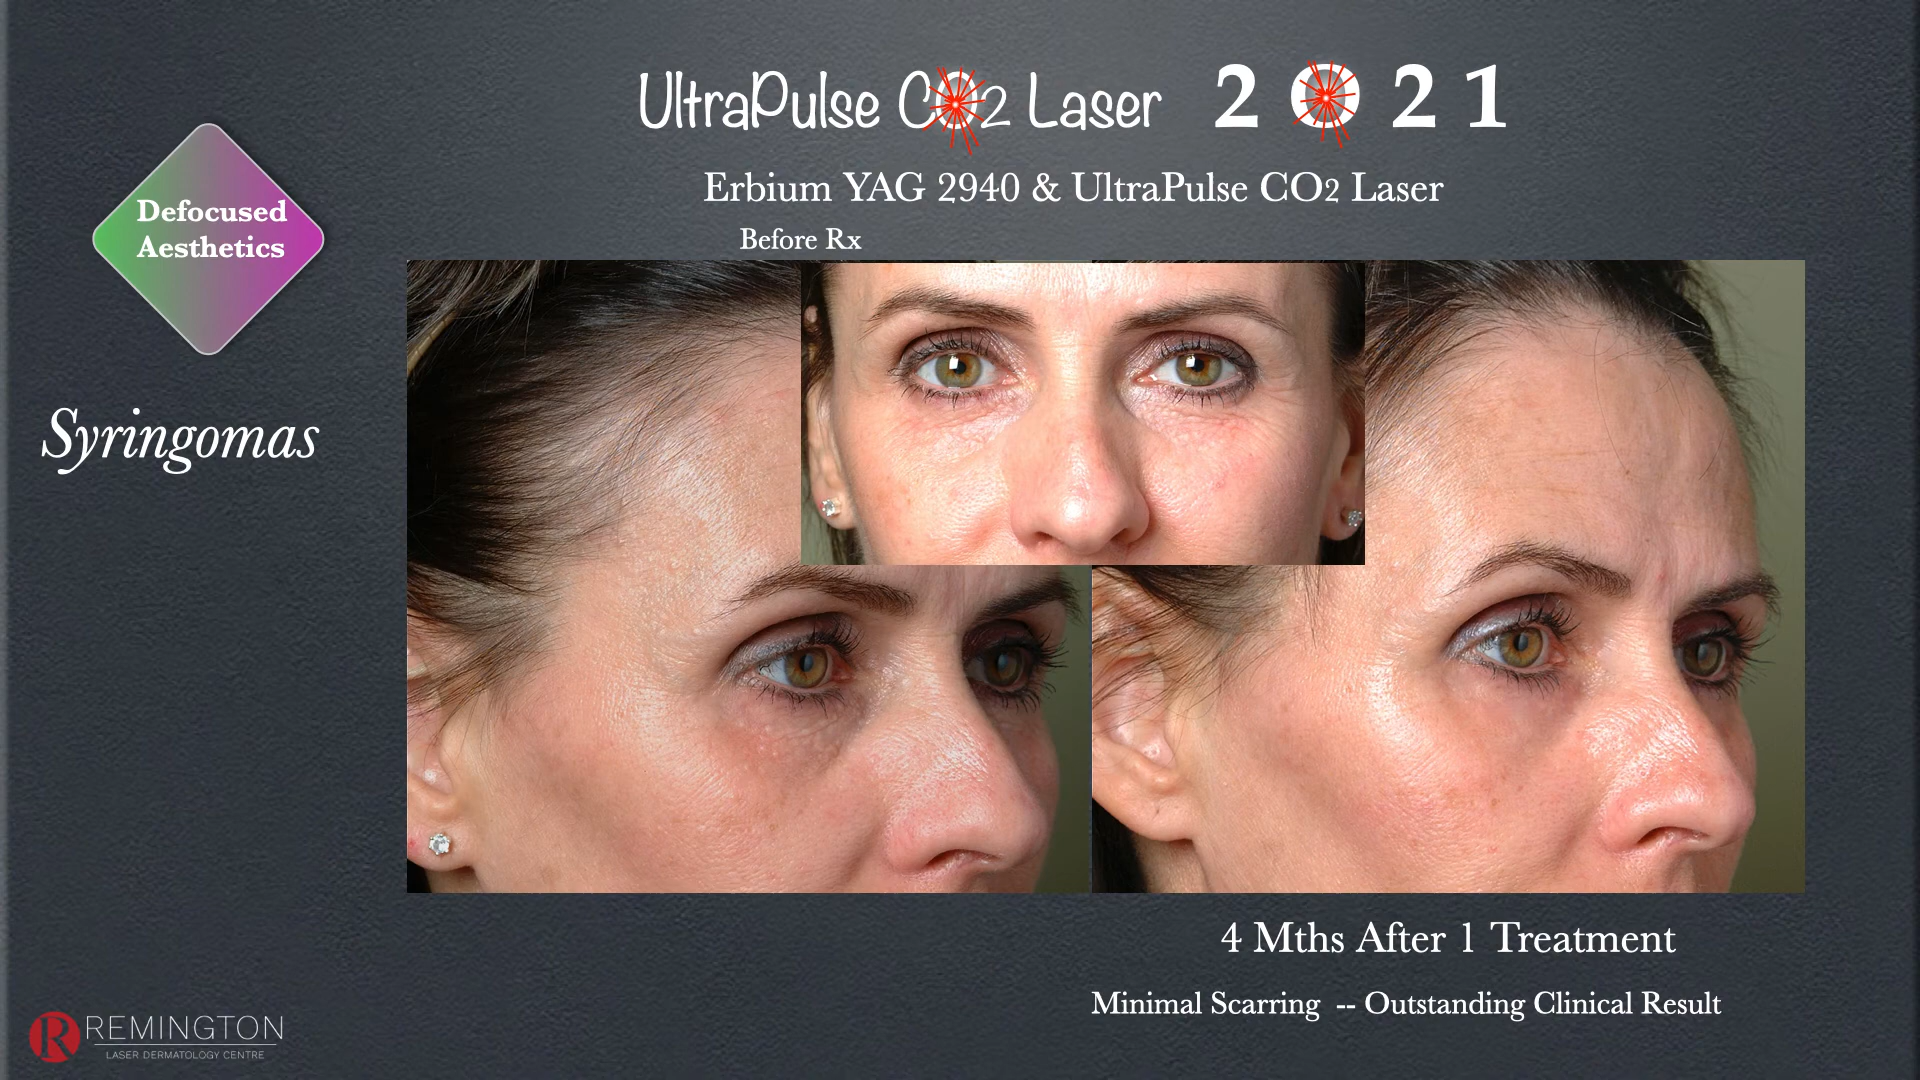 UltraPulse CO2 Laser 2021
Erbium YAG 2940 & UltraPulse CO2 Laser
Before Rx
Defocused
Aesthetics
Syringomas
4 Mths After 1 Treatment
Minimal Scarring -- Outstanding Clinical Result
R REMINGTON
LASER DERMATOLOGY CENTRE